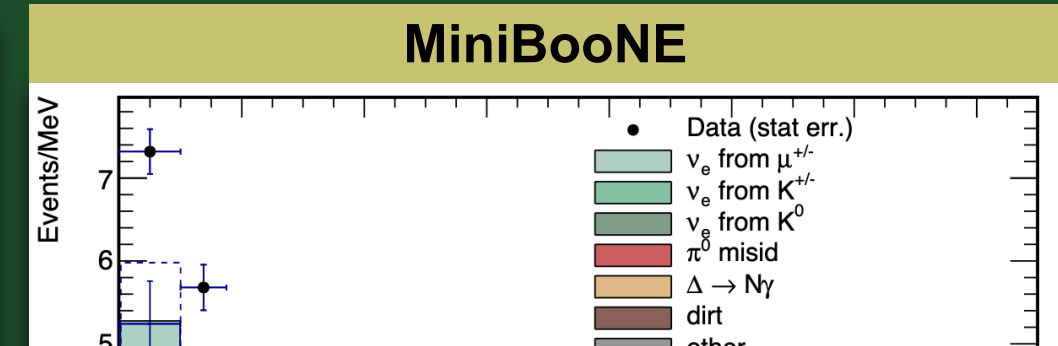 MiniBooNE
Events/MeV
7
6
5
Data (stat err.)
νe from μ+/-
νe from K+/-
νe from K0
π0 misid
Δ → Nγ
dirt
other